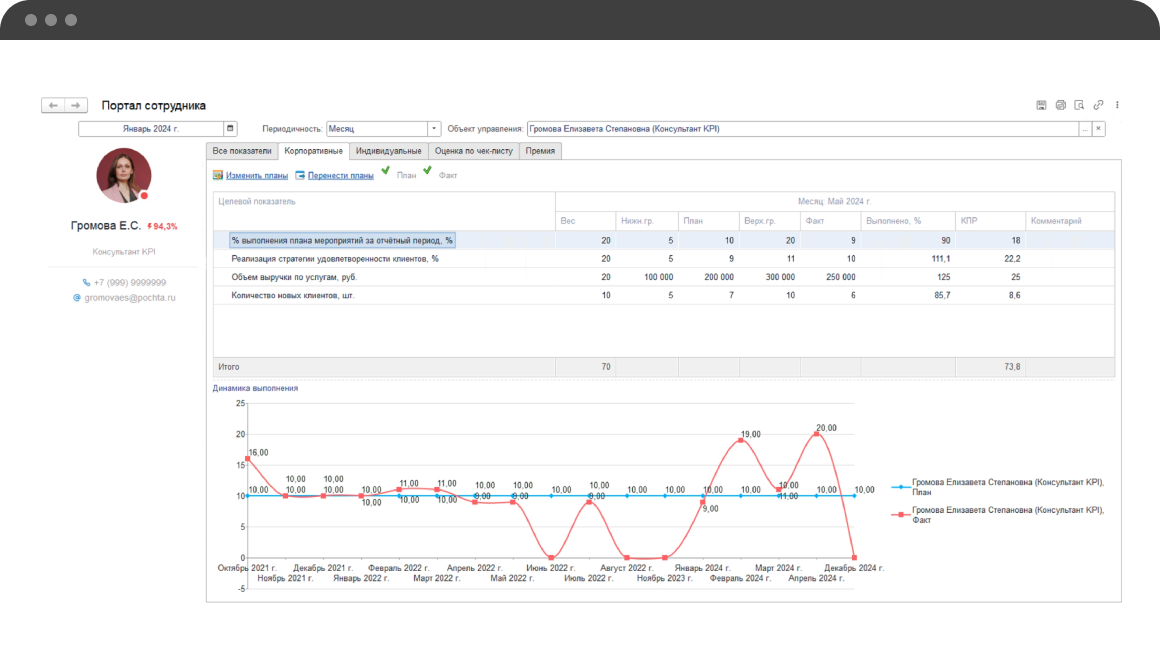 Портал сотрудника
Январь 2024 г. Периодичность: Месяц Объект управления: Громова Елизавета Степановна (Консультант KPI) ... ×
Все показатели Корпоративные Индивидуальные Оценка по чек-листу Премия
Изменить планы Перенести планы План Факт
Громова Е.С. 94,3%
Консультант KPI
+7 (999) 9999999
gromovaes@pochta.ru
Целевой показатель Месяц: Май 2024 г.
Вес Нижн.гр. План Верх.гр. Факт Выполнено, % КПР Комментарий
% выполнения плана мероприятий за отчётный период, % 20 5 10 20 9 90 18
Реализация стратегии удовлетворенности клиентов, % 20 5 9 11 10 111,1 22,2
Объем выручки по услугам, руб. 20 100 000 200 000 300 000 250 000 125 25
Количество новых клиентов, шт. 10 5 7 10 6 85,7 8,6
Итого 70 73,8
Динамика выполнения
25
20
15
10
5
0
-5
16,00 19,00 20,00
10,00 10,00 11,00 11,00 10,00 10,00 10,00 10,00
10,00 10,00 10,00 10,00 10,00 10,00 10,00 10,00 10,00 10,00 10,00
10,00 10,00 10,00 9,00 9,00 9,00 11,00
9,00
Громова Елизавета Степановна (Консультант KPI),
План
Громова Елизавета Степановна (Консультант KPI),
Факт
Октябрь 2021 г. Декабрь 2021 г. Февраль 2022 г. Апрель 2022 г. Июнь 2022 г. Август 2022 г. Январь 2024 г. Март 2024 г. Декабрь 2024 г.
Ноябрь 2021 г. Январь 2022 г. Март 2022 г. Май 2022 г. Июль 2022 г. Ноябрь 2023 г. Февраль 2024 г. Апрель 2024 г.